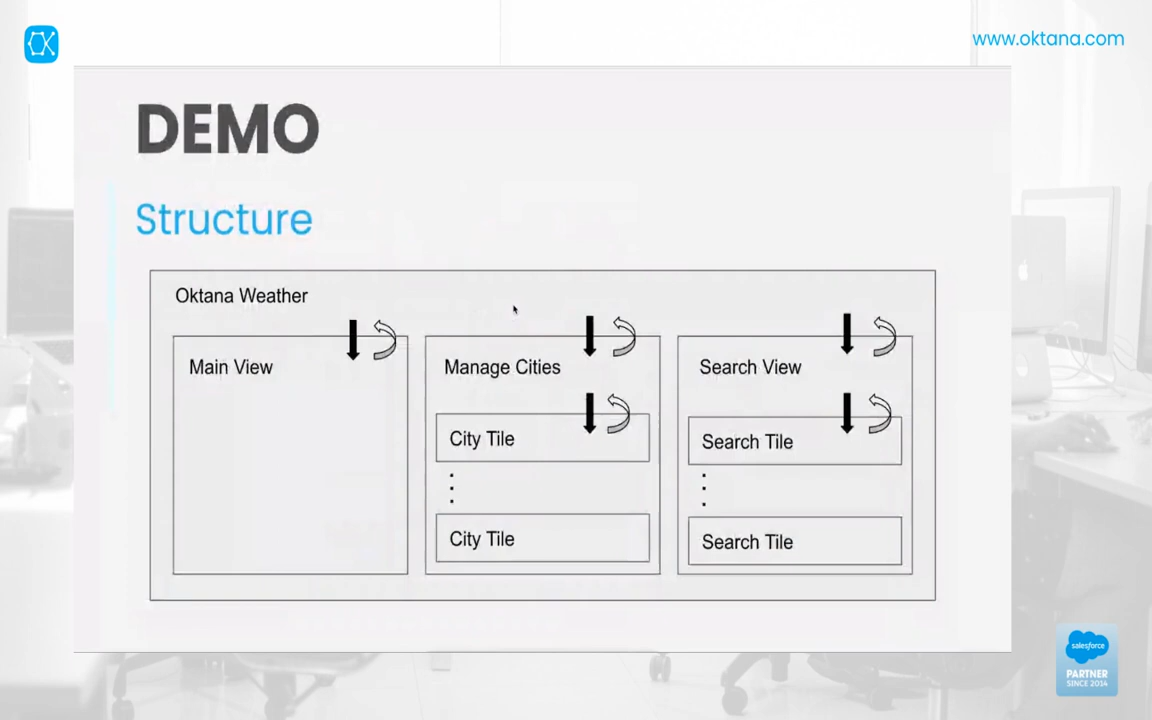 www.oktana.com
DEMO
Structure
Oktana Weather
Main View
Manage Cities
Search View
City Tile
Search Tile
City Tile
Search Tile
salesforce
PARTNER
SINCE 2014